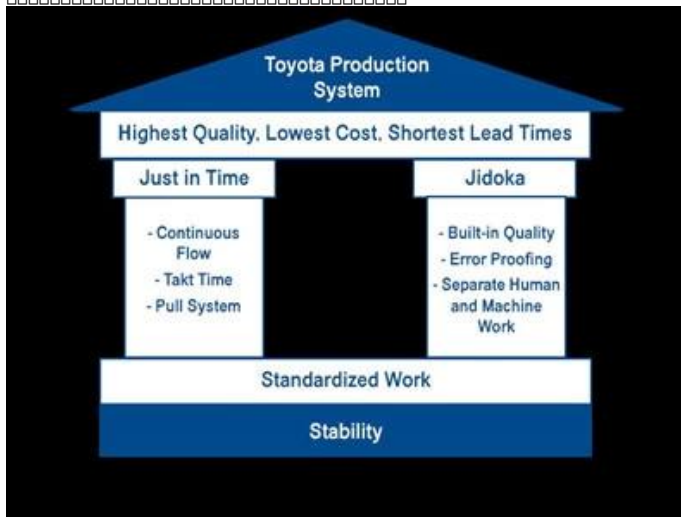 Toyota Production
System
Highest Quality, Lowest Cost, Shortest Lead Times
Just in Time
- Continuous
Flow
- Takt Time
- Pull System
Jidoka
- Built-in Quality
- Error Proofing
- Separate Human
and Machine
Work
Standardized Work
Stability